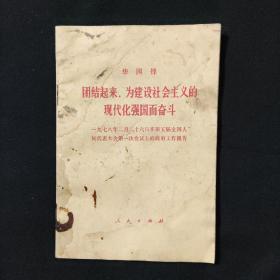 华国锋
团结起来，为建设社会主义的
现代化强国而奋斗
一九七八年二月二十六日在第五届全国人
民代表大会第一次会议上的政府工作报告
人民出版社